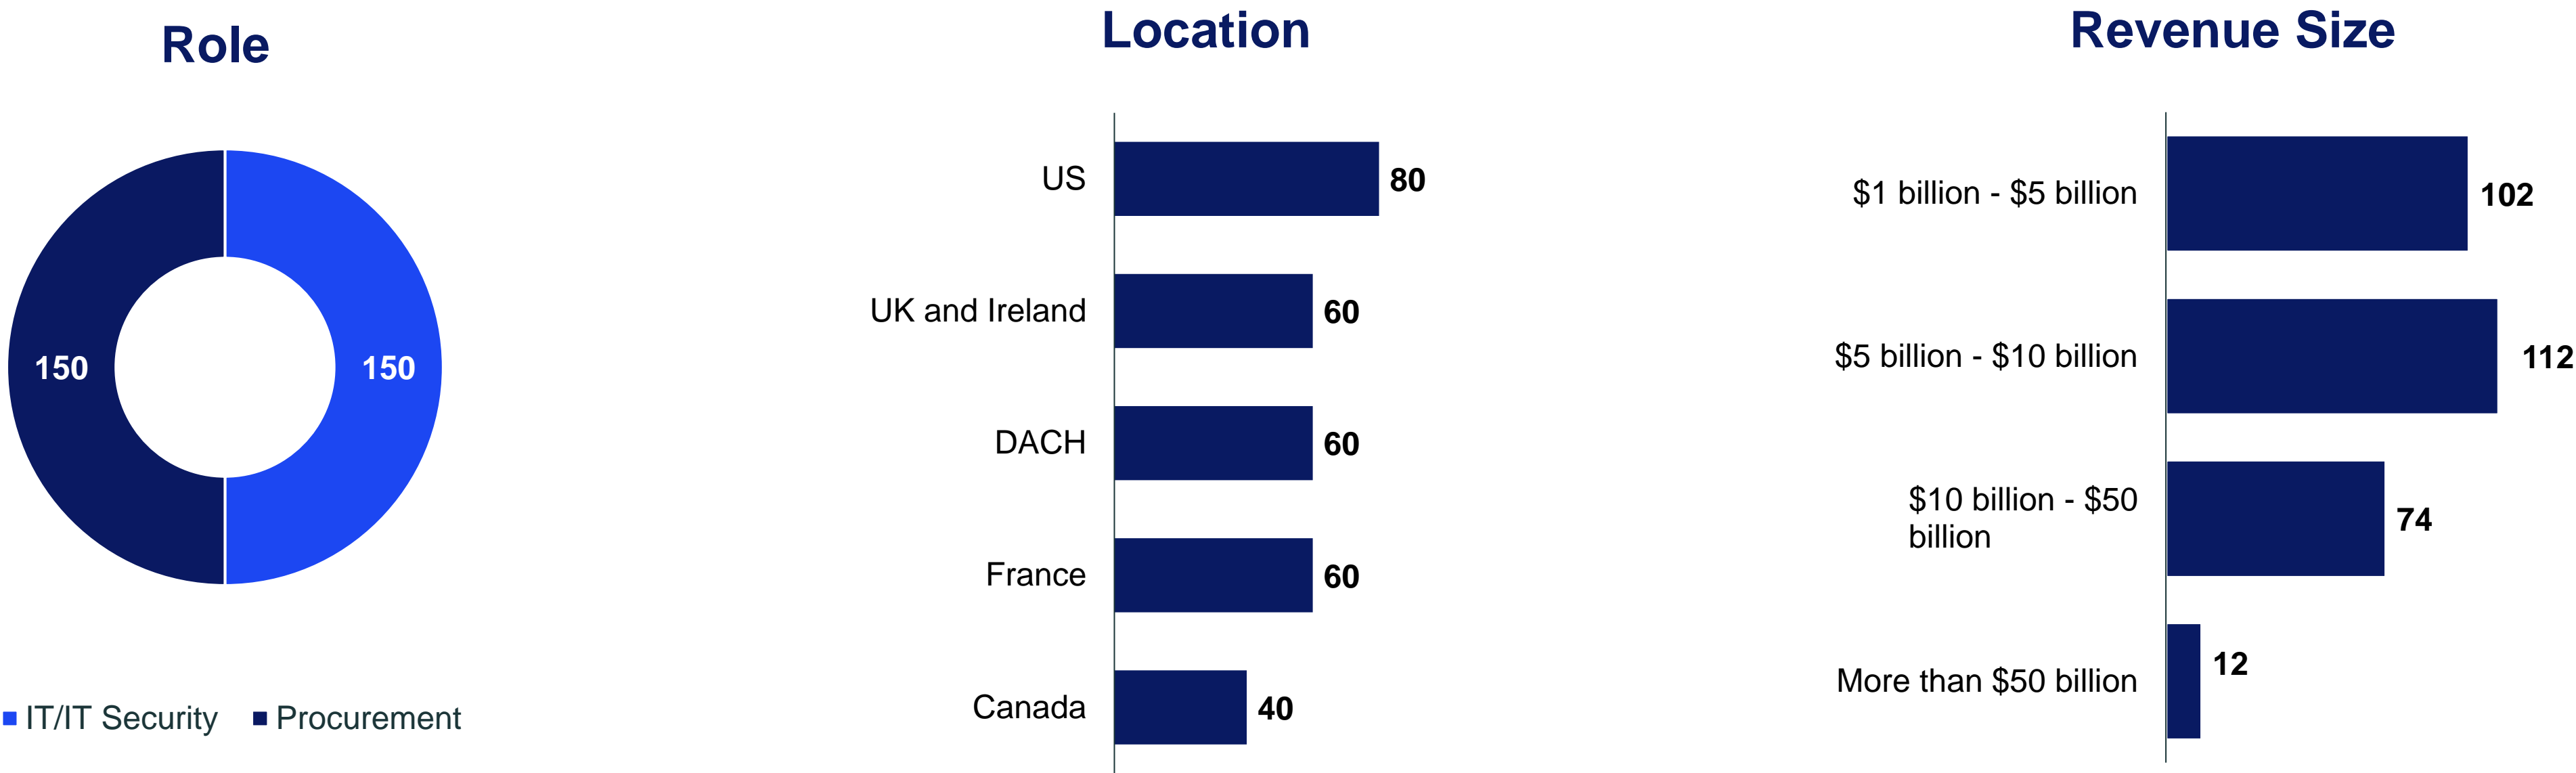 Role
150
150
IT/IT Security
Procurement
Location
US
80
UK and Ireland
60
DACH
60
France
60
Canada
40
Revenue Size
$1 billion - $5 billion
102
$5 billion - $10 billion
112
$10 billion - $50
billion
74
More than $50 billion
12